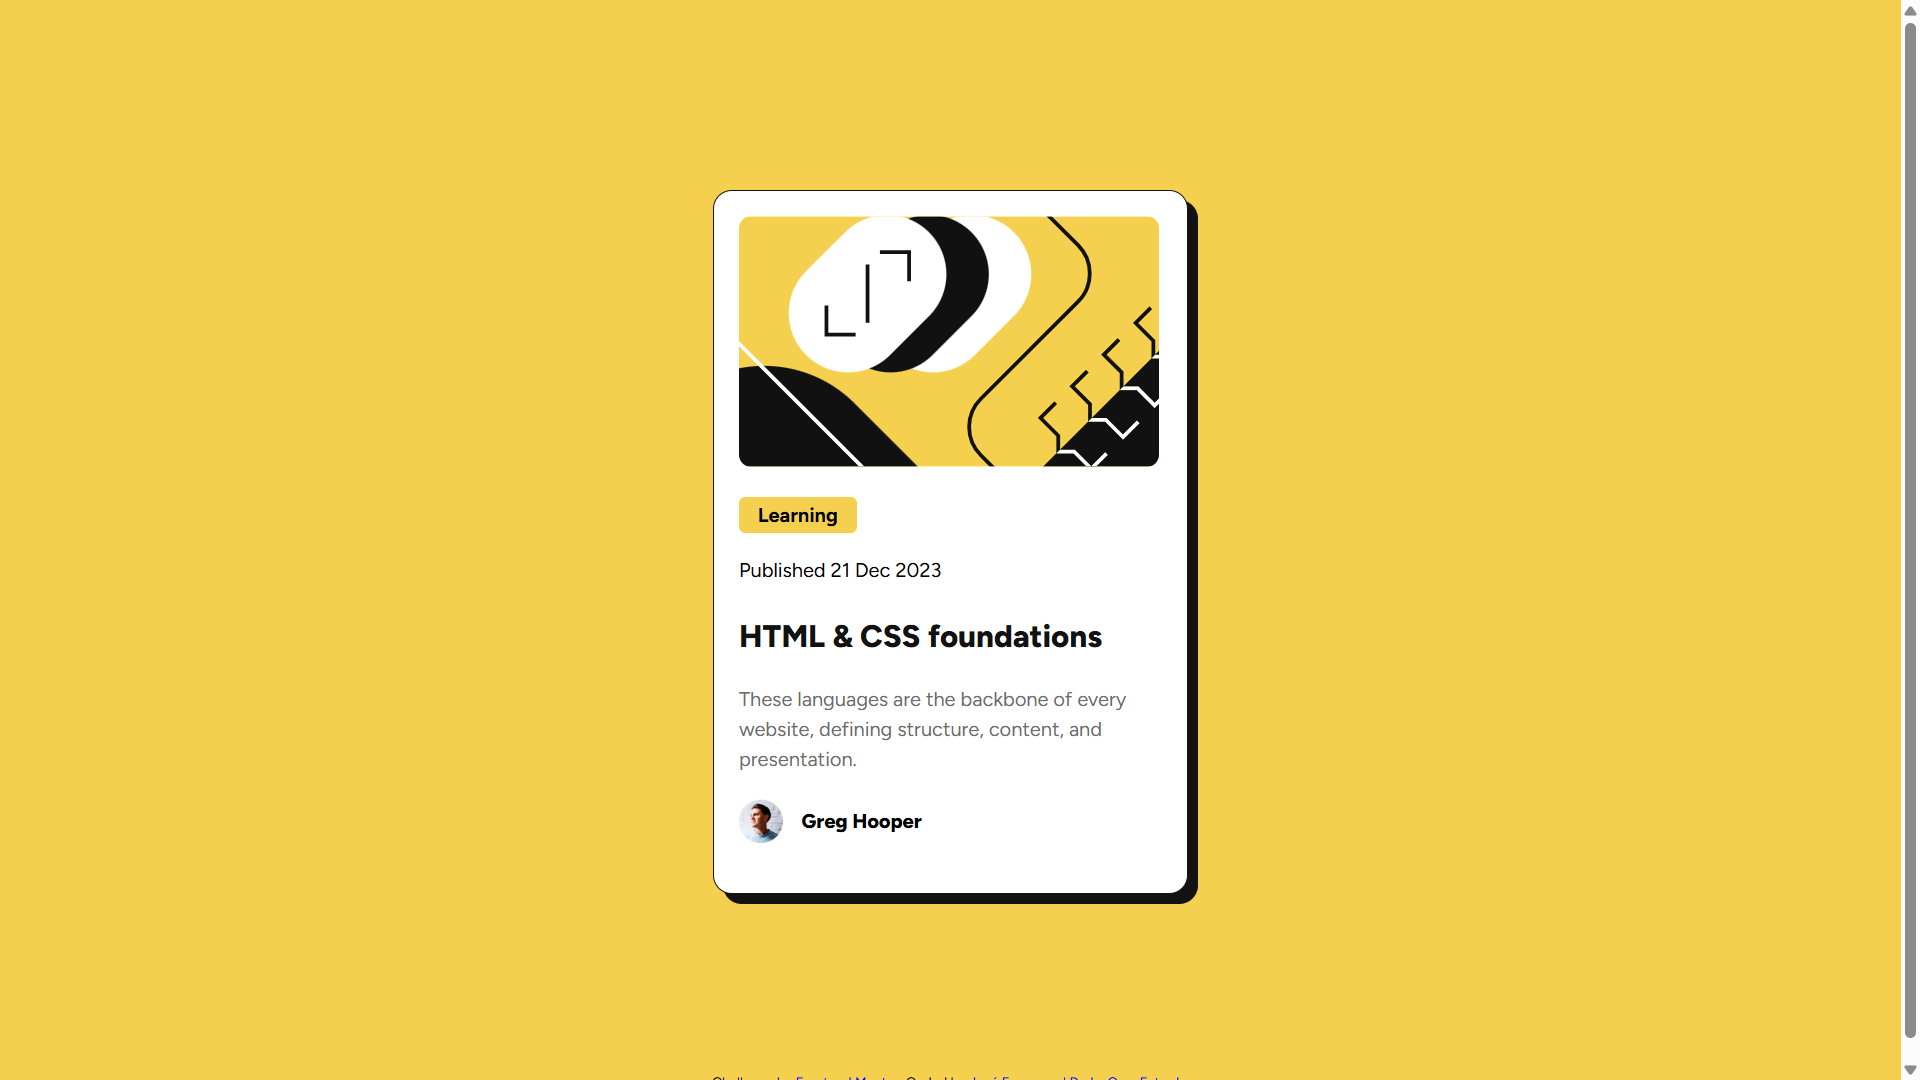 Learning
Published 21 Dec 2023
HTML & CSS foundations
These languages are the backbone of every
website, defining structure, content, and
presentation.
Greg Hooper